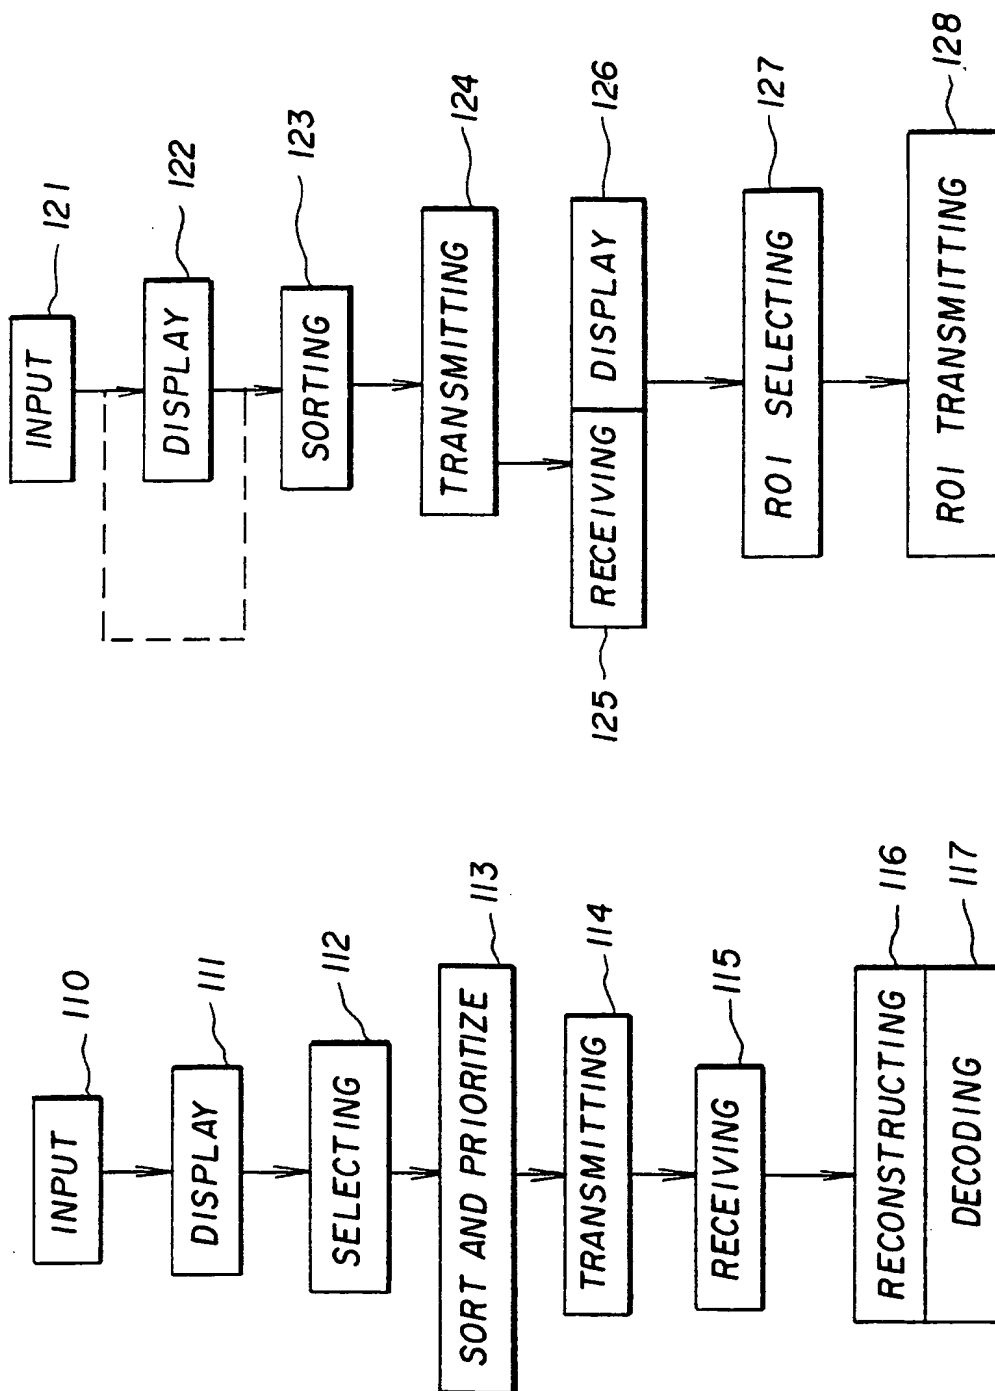 INPUT 110
DISPLAY 111
SELECTING 112
SORT AND PRIORITIZE 113
TRANSMITTING 114
RECEIVING 115
RECONSTRUCTING 116
DECODING 117
INPUT 121
DISPLAY 122
SORTING 123
TRANSMITTING 124
125 RECEIVING DISPLAY 126
ROI SELECTING 127
ROI TRANSMITTING 128